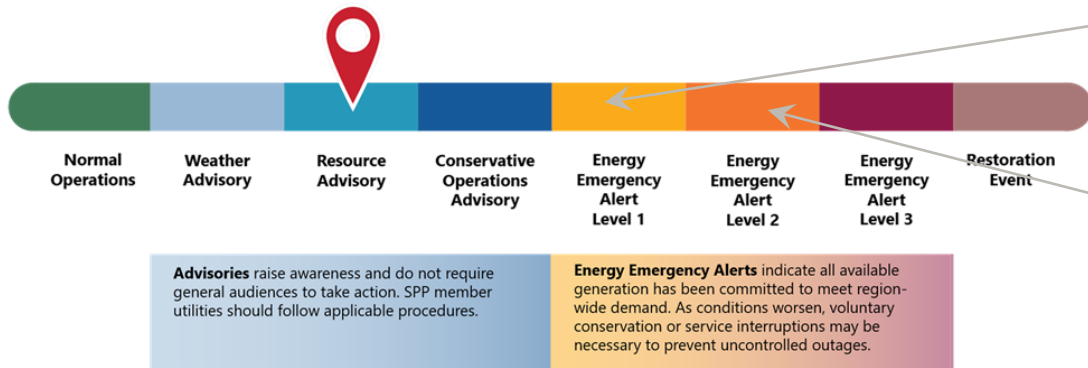 Normal
Operations
Weather
Advisory
Resource
Advisory
Conservative
Operations
Advisory
Energy
Emergency
Alert
Level 1
Energy
Emergency
Alert
Level 2
Energy
Emergency
Alert
Level 3
Restoration
Event
Advisories raise awareness and do not require
general audiences to take action. SPP member
utilities should follow applicable procedures.
Energy Emergency Alerts indicate all available
generation has been committed to meet region-
wide demand. As conditions worsen, voluntary
conservation or service interruptions may be
necessary to prevent uncontrolled outages.